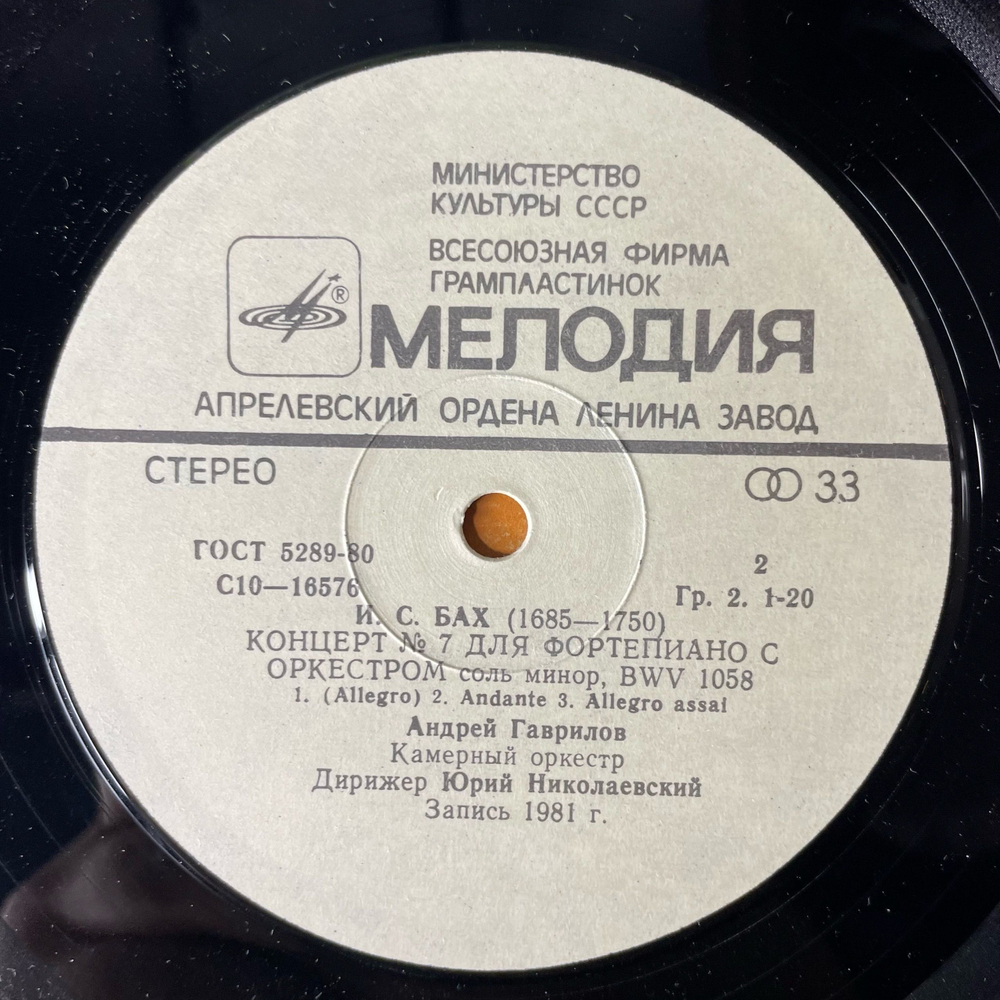 МИНИСТЕРСТВО
КУЛЬТУРЫ СССР
ВСЕСОЮЗНАЯ ФИРМА
ГРАМПЛАСТИНОК
®
МЕЛОДИЯ
АПРЕЛЕВСКИЙ ОРДЕНА ЛЕНИНА ЗАВОД
СТЕРЕО 33
ГОСТ 5289-80 2
С10—16576 Гр. 2. 1-20
И. С. БАХ (1685—1750)
КОНЦЕРТ № 7 ДЛЯ ФОРТЕПИАНО С
ОРКЕСТРОМ соль минор, BWV 1058
1. (Allegro) 2. Andante 3. Allegro assai
Андрей Гаврилов
Камерный оркестр
Дирижер Юрий Николаевский
Запись 1981 г.